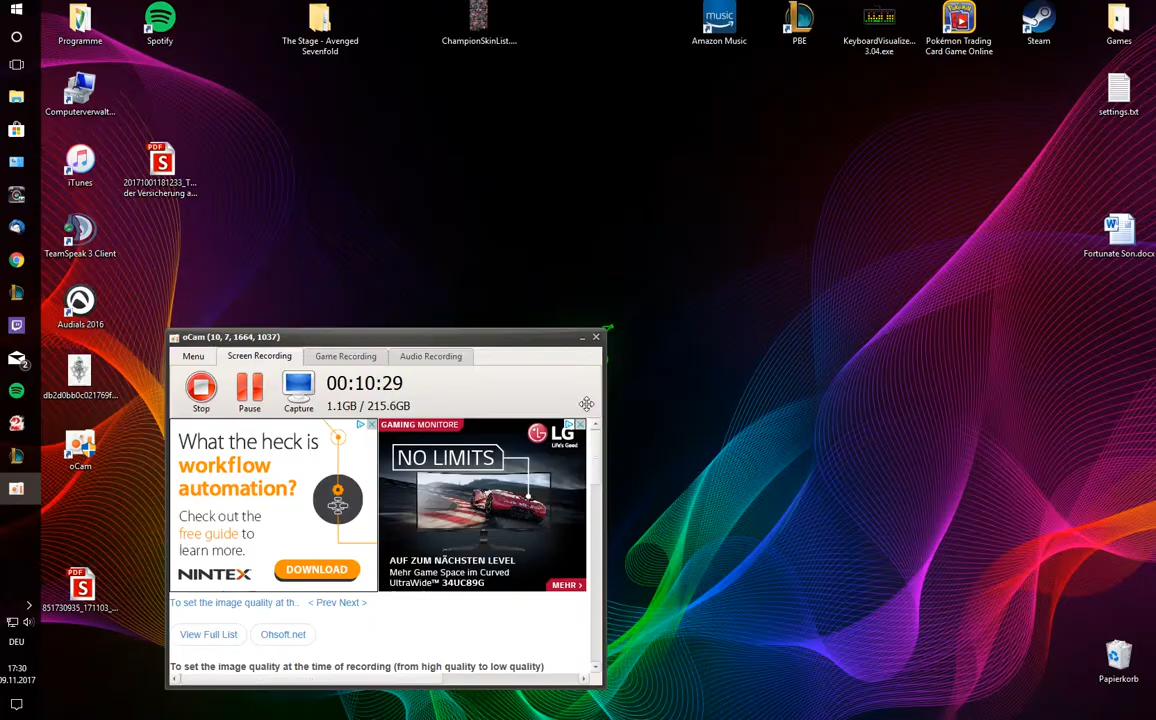 Programme
Spotify
The Stage - Avenged
Sevenfold
ChampionSkinList....
music
Amazon Music
PBE
KeyboardVisualize...
3.04.exe
Pokémon Trading
Card Game Online
Steam
Games
Computerverwalt...
settings.txt
iTunes
PDF
20171001181233_T...
der Versicherung a...
TeamSpeak 3 Client
Fortunate Son.docx
Audials 2016
db2d0bb0c021769f...
oCam
PDF
851730935_171103_...
2
DEU
17:30
09.11.2017
Papierkorb
oCam (10, 7, 1664, 1037)
Menu
Screen Recording
Game Recording
Audio Recording
00:10:29
1.1GB / 215.6GB
Stop
Pause
Capture
What the heck is
workflow
automation?
Check out the
free guide to
learn more.
NINTEX
DOWNLOAD
GAMING MONITORE
LG
Life's Good
NO LIMITS
AUF ZUM NÄCHSTEN LEVEL
Mehr Game Space im Curved
UltraWide™ 34UC89G
MEHR >
To set the image quality at th..
< Prev Next >
View Full List
Ohsoft.net
To set the image quality at the time of recording (from high quality to low quality)